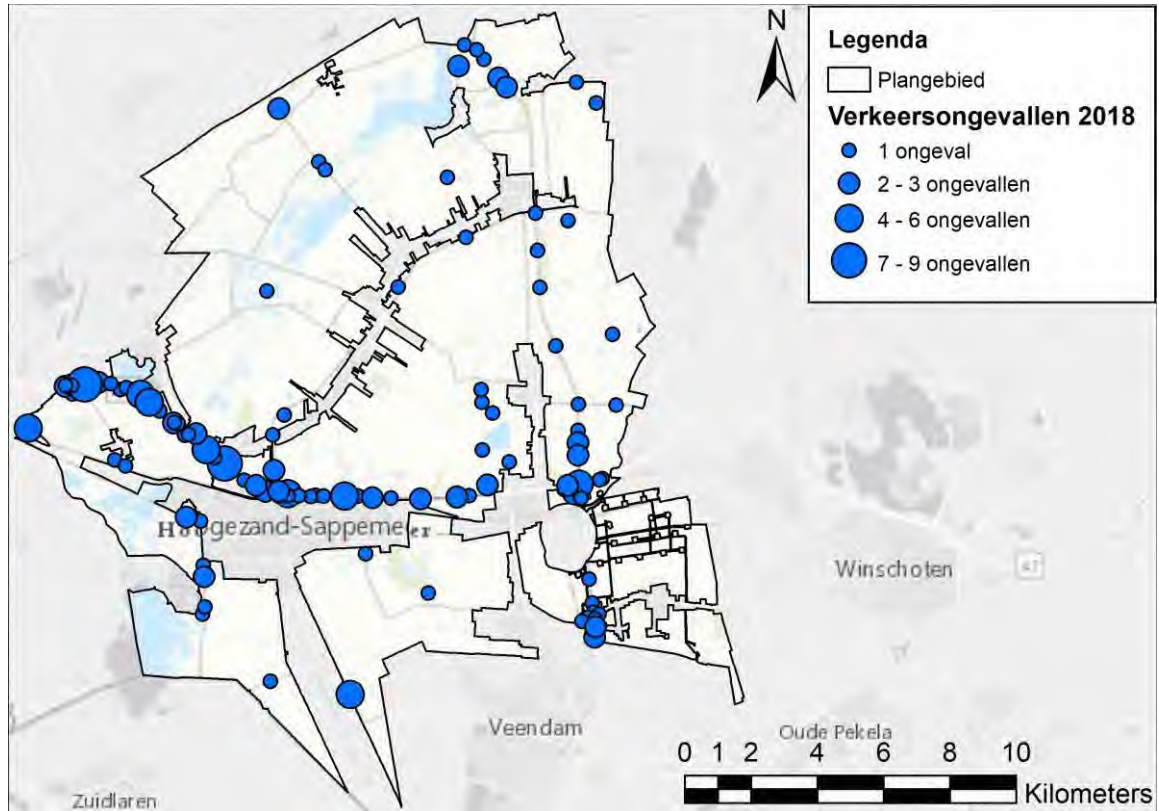 N
Legenda
Plangebied
Verkeersongevallen 2018
1 ongeval
2 - 3 ongevallen
4 - 6 ongevallen
7 - 9 ongevallen
Hoogezand-Sappemeer
Winschoten
47
Veendam
Oude Pekela
Zuidlaren
0 1 2 4 6 8 10
Kilometers